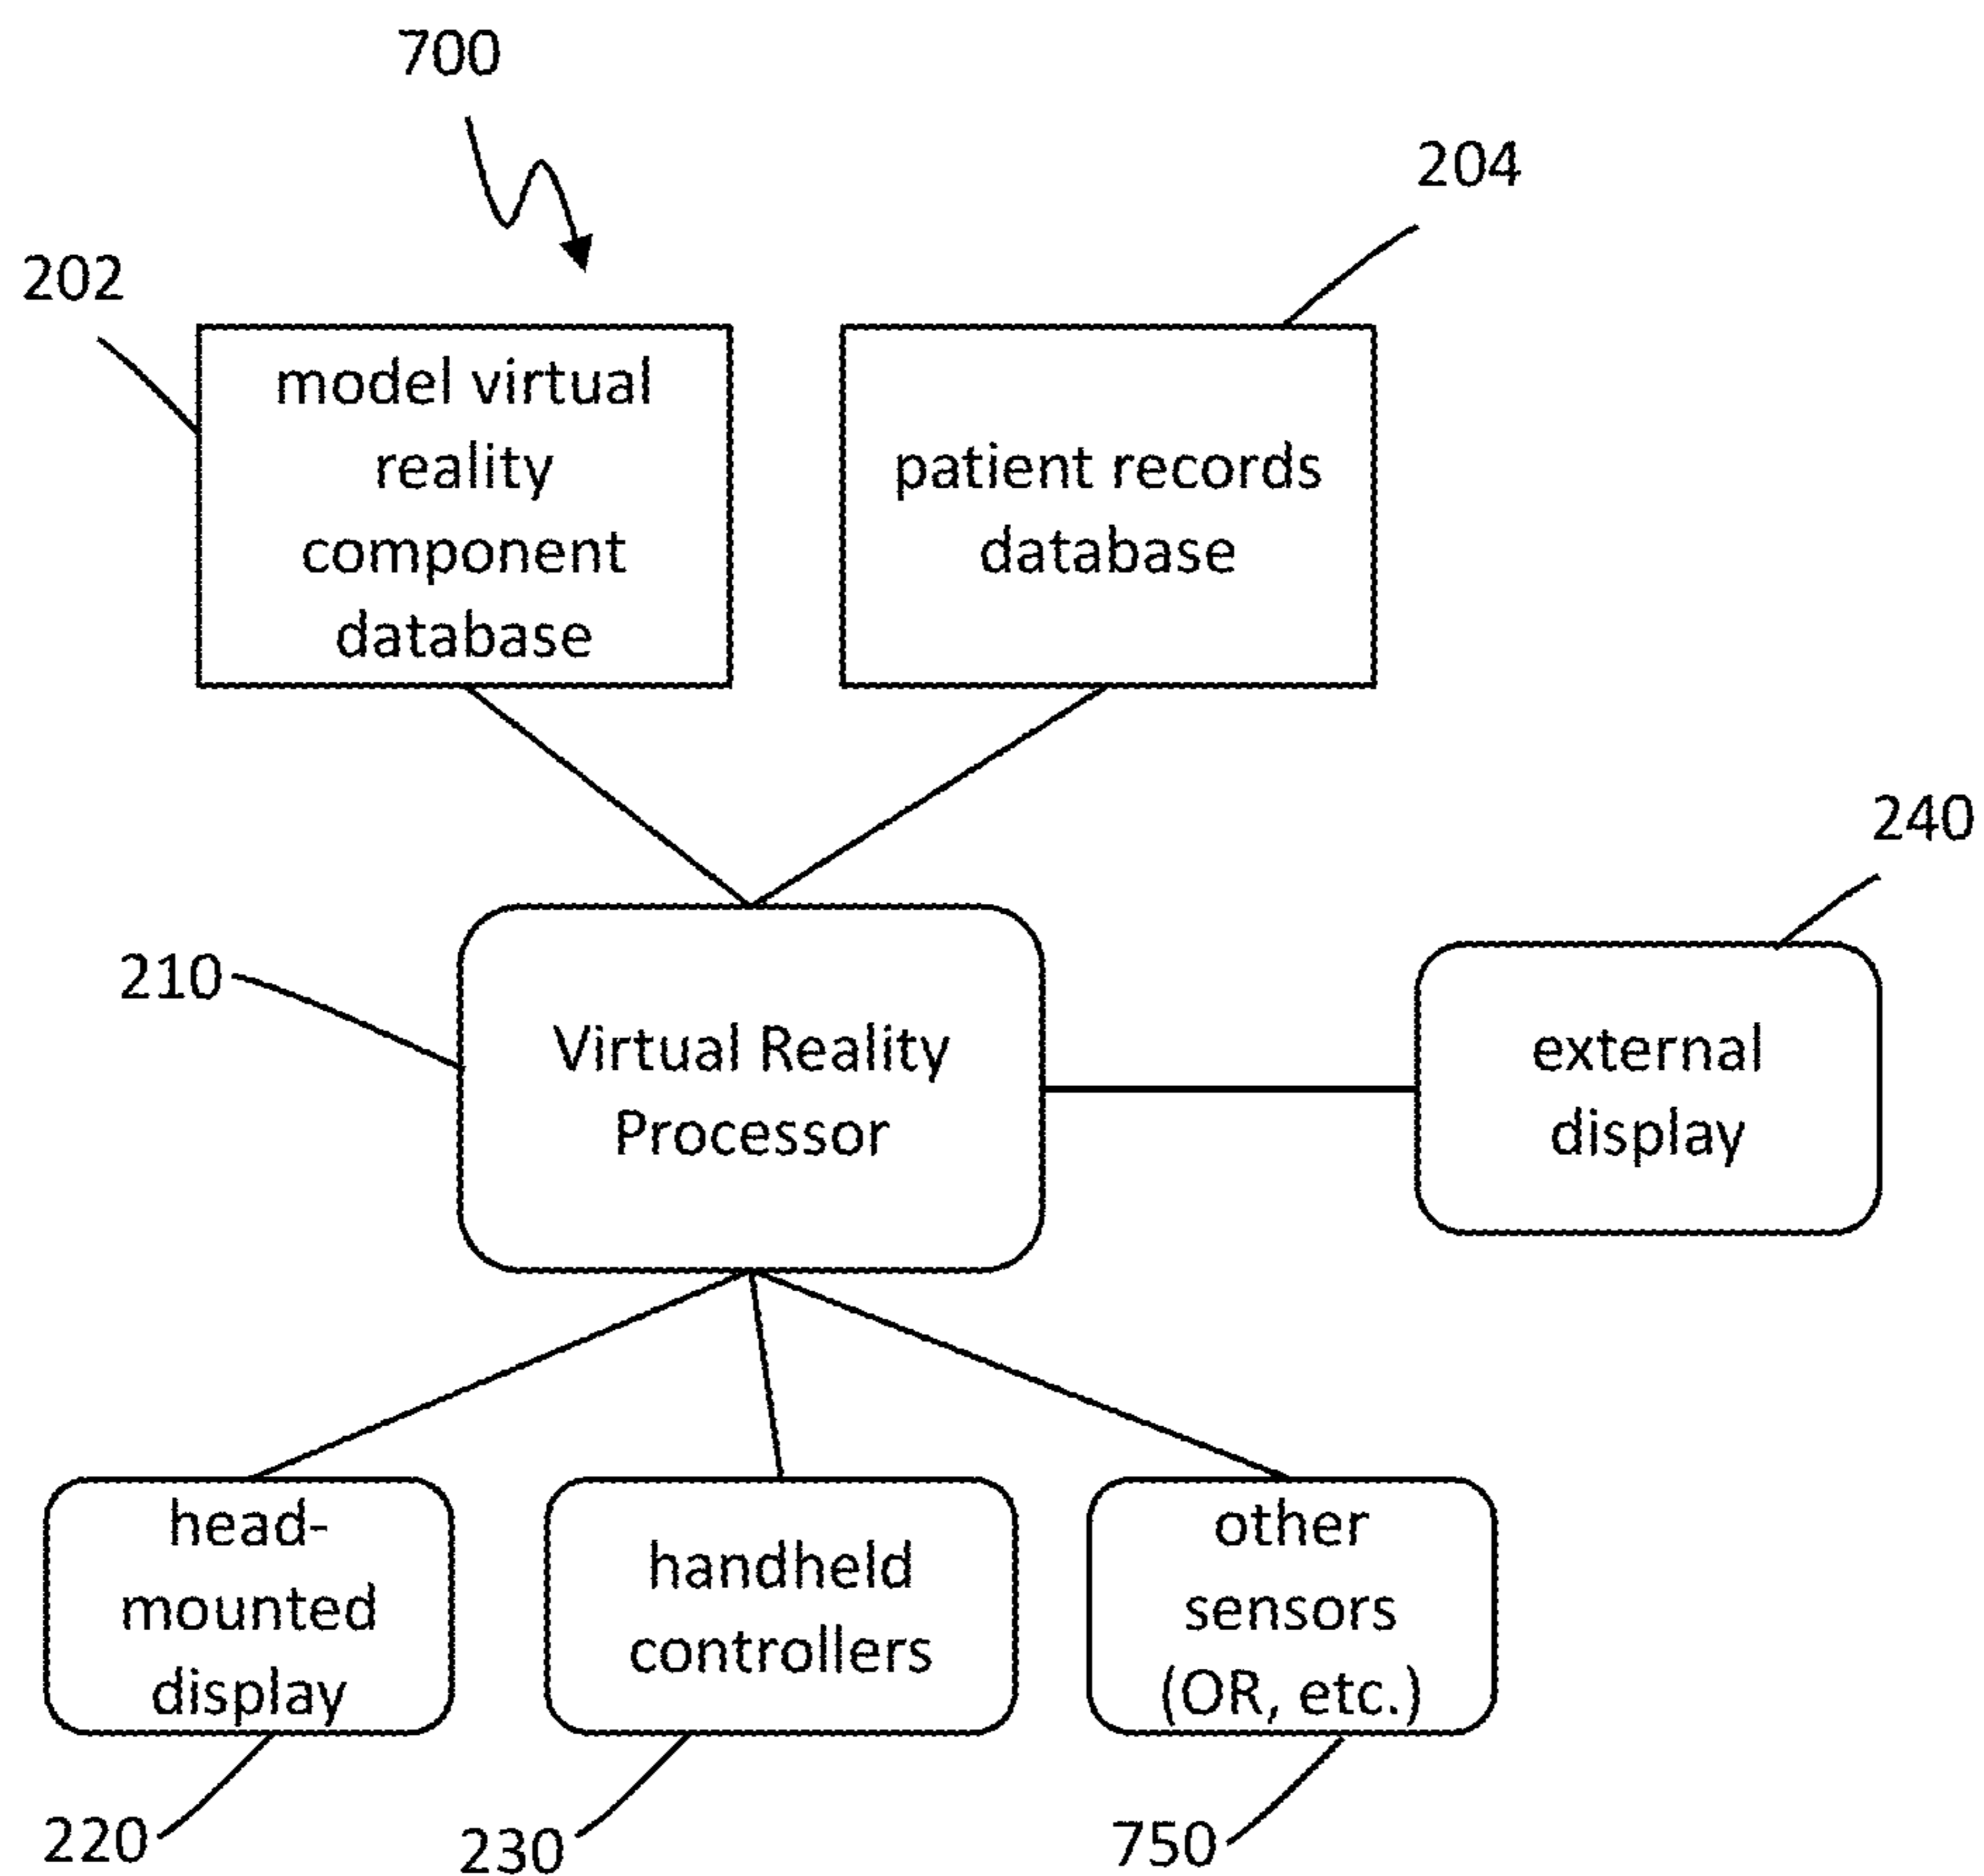 700
204
202
model virtual
reality
component
database
patient records
database
240
210
Virtual Reality
Processor
external
display
head-
mounted
display
handheld
controllers
other
sensors
(OR, etc.)
220
230
750